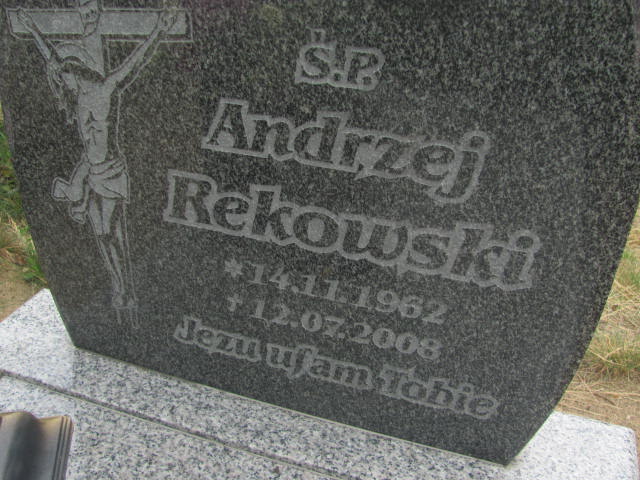 Ś.P.
Andrzej
Rekowski
* 14.11.1962
† 12.07.2008
Jezu ufam Tobie